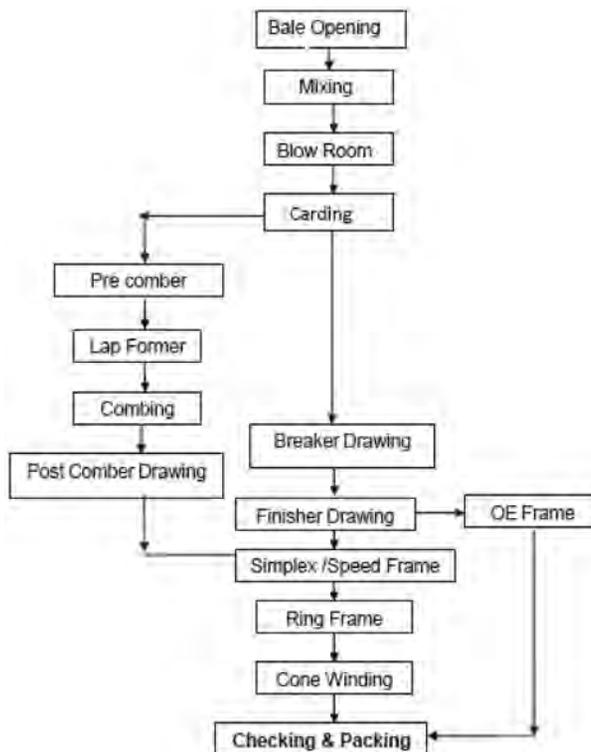 Bale Opening
Mixing
Blow Room
Carding
Pre comber
Lap Former
Combing
Post Comber Drawing
Breaker Drawing
Finisher Drawing
OE Frame
Simplex /Speed Frame
Ring Frame
Cone Winding
Checking & Packing